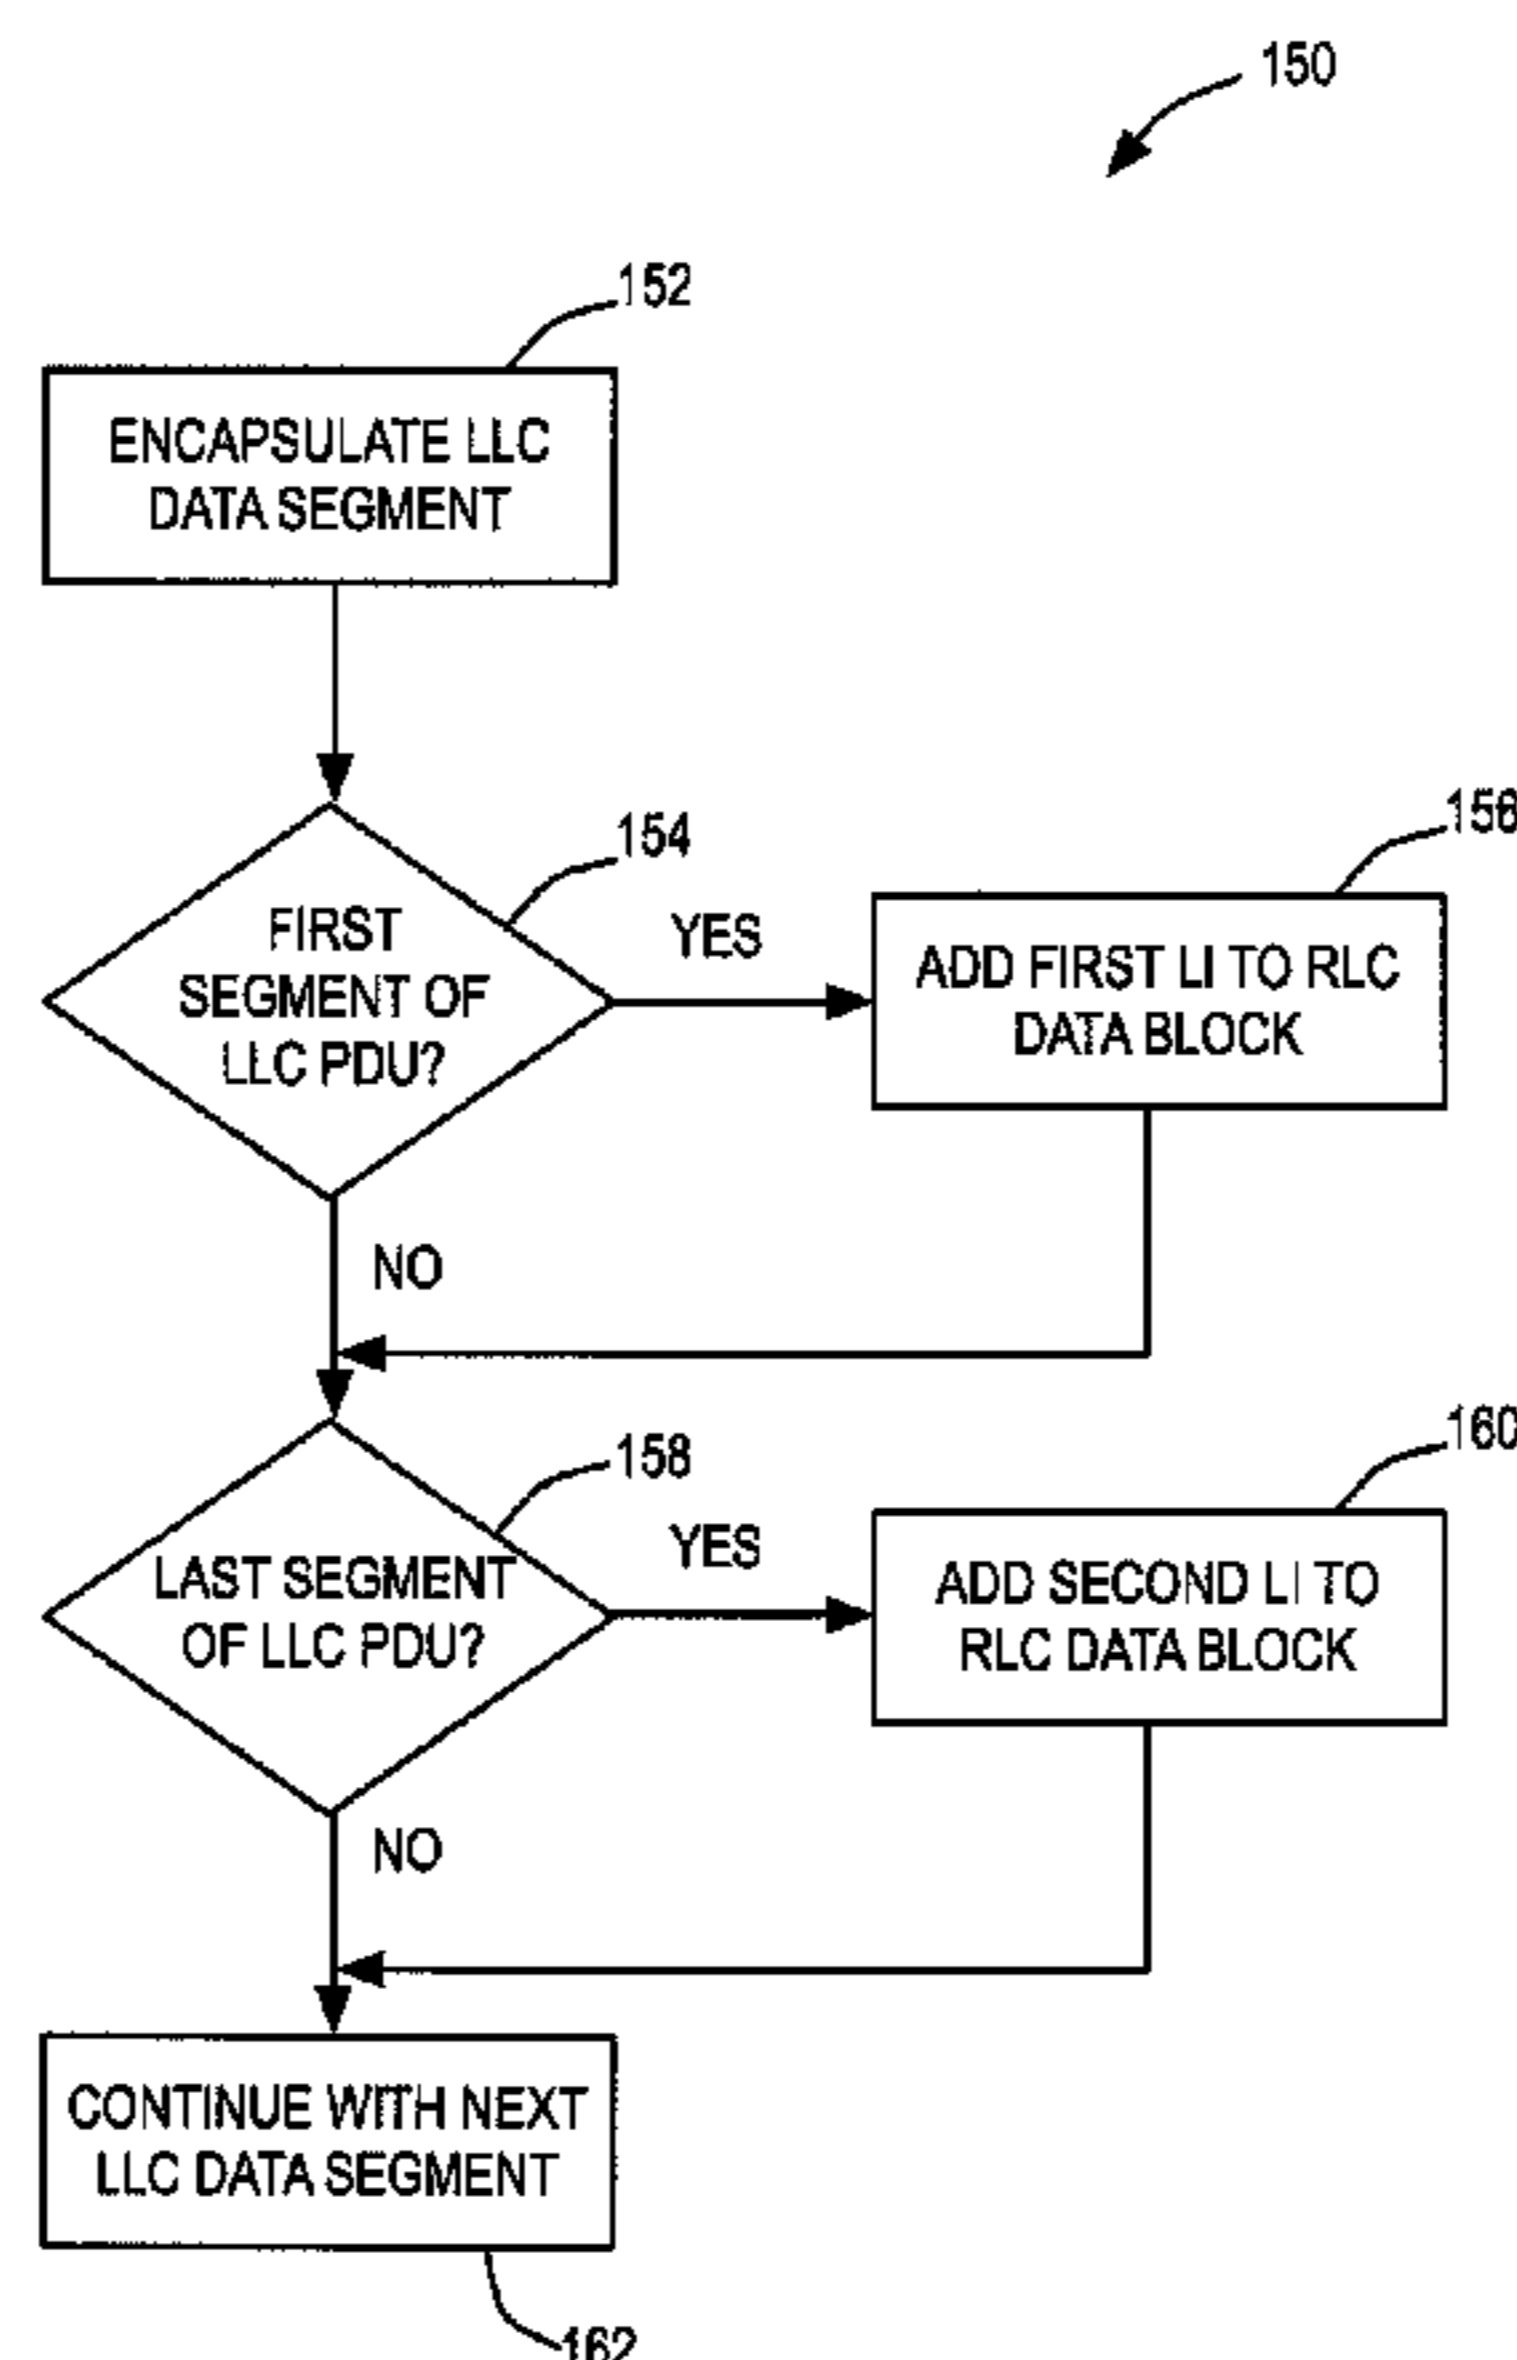 150
152
ENCAPSULATE LLC
DATA SEGMENT
154
156
FIRST
SEGMENT OF
LLC PDU?
YES
ADD FIRST LI TO RLC
DATA BLOCK
NO
158
160
LAST SEGMENT
OF LLC PDU?
YES
ADD SECOND LI TO
RLC DATA BLOCK
NO
CONTINUE WITH NEXT
LLC DATA SEGMENT
162